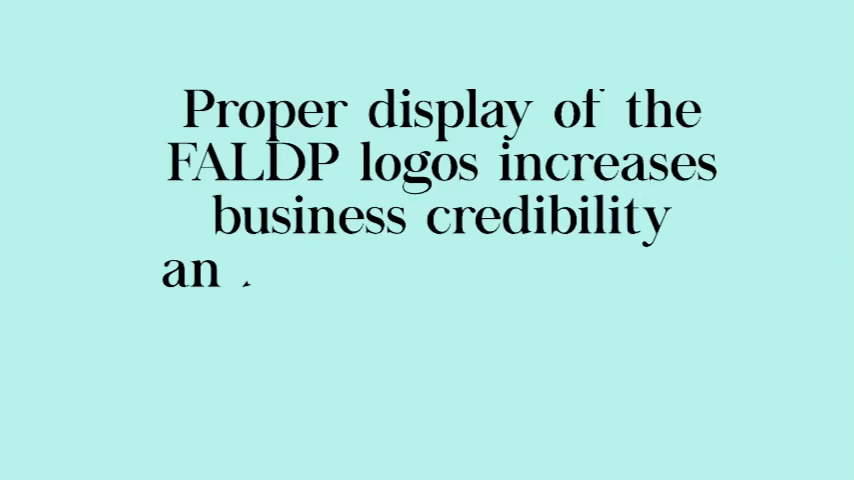 Proper display of the
FALDP logos increases
business credibility
an